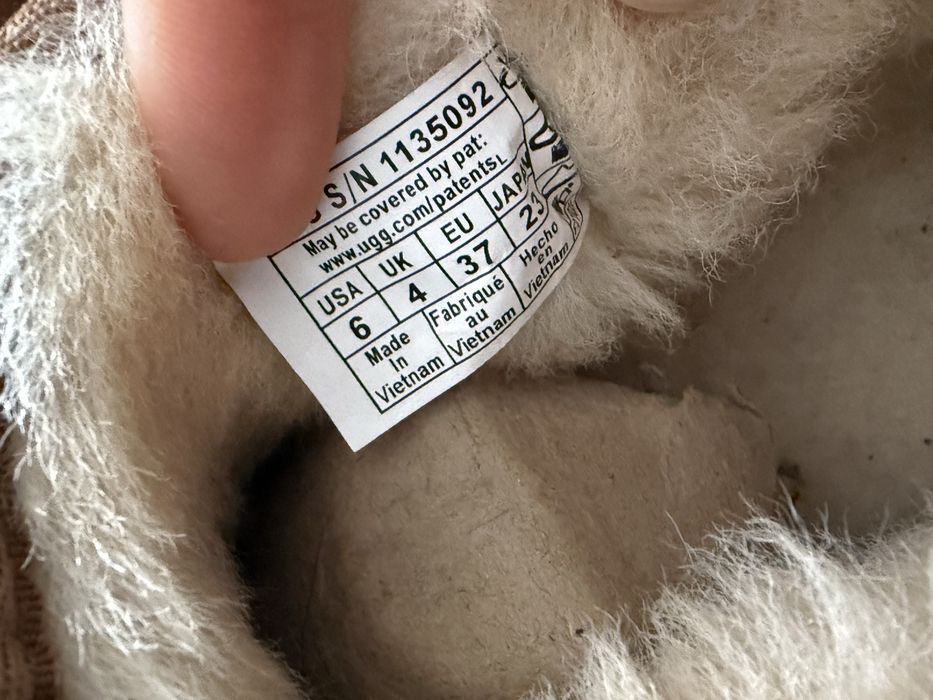 S/N 1135092
May be covered by pat:
www.ugg.com/patents
USA UK EU JAPAN
6 4 37 23
Made In Vietnam
Fabriqué au Vietnam
Hecho en Vietnam